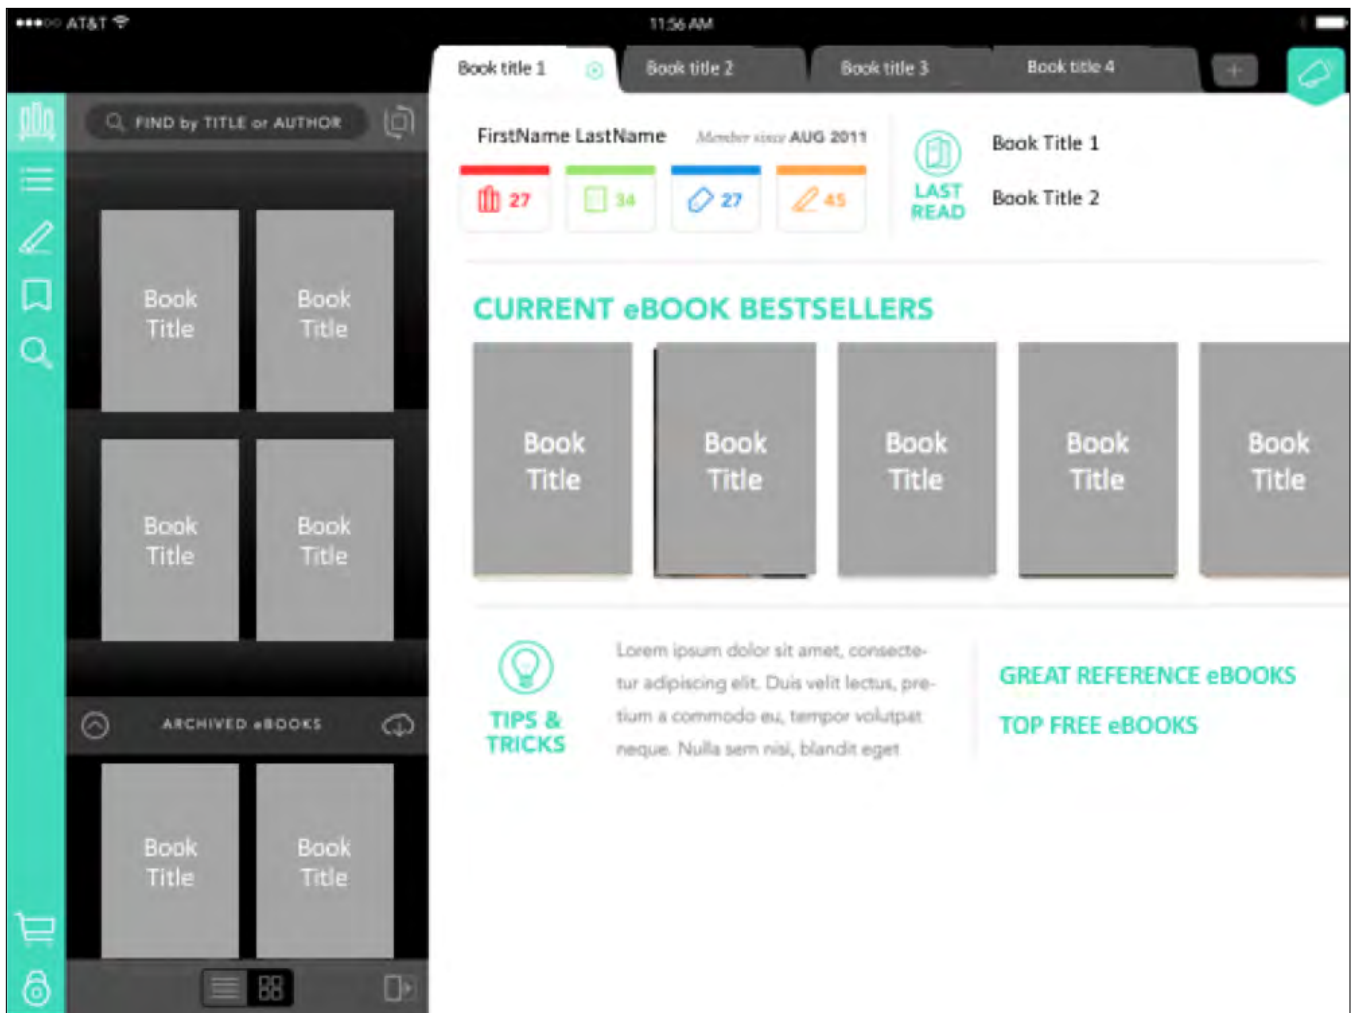 AT&T
11:56 AM
Book title 1
Book title 2
Book title 3
Book title 4
FIND by TITLE or AUTHOR
FirstName LastName
Member since AUG 2011
27
34
27
45
LAST
READ
Book Title 1
Book Title 2
Book
Title
Book
Title
CURRENT eBOOK BESTSELLERS
Book
Title
Book
Title
Book
Title
Book
Title
Book
Title
Book
Title
Book
Title
TIPS &
TRICKS
Lorem ipsum dolor sit amet, consecte-
tur adipiscing elit. Duis velit lectus, pre-
tium a commodo eu, tempor volutpat
neque. Nulla sem nisi, blandit eget
GREAT REFERENCE eBOOKS
TOP FREE eBOOKS
ARCHIVED eBOOKS
Book
Title
Book
Title